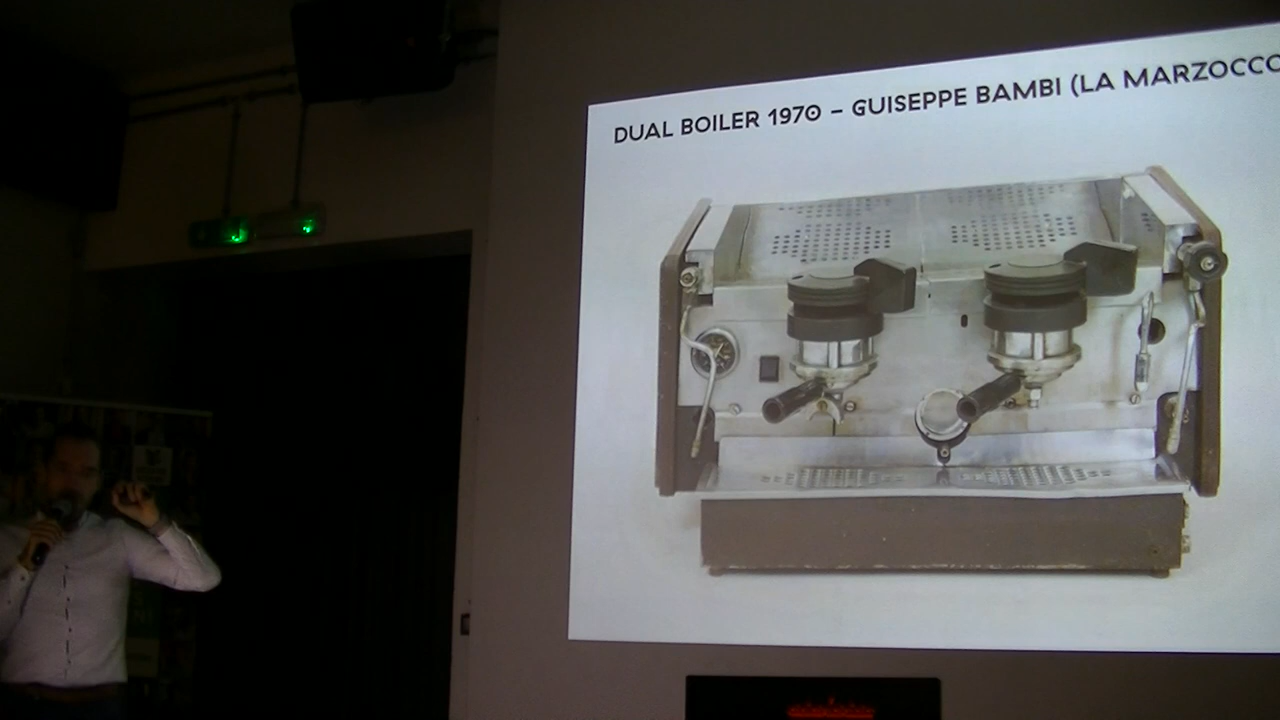 DUAL BOILER 1970 – GUISEPPE BAMBI (LA MARZOCCO